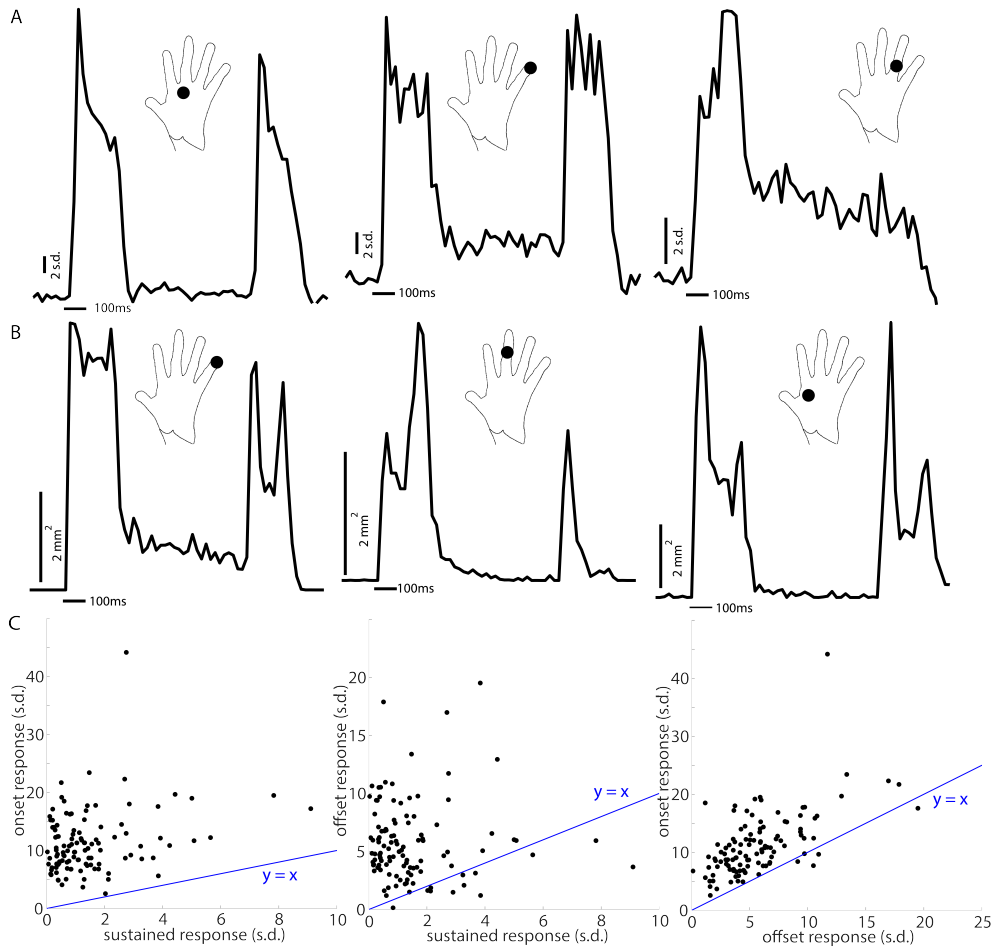 A
2 s.d.
100ms
2 s.d.
100ms
2 s.d.
100ms
B
2 mm²
100ms
2 mm²
100ms
2 mm²
100ms
C
onset response (s.d.)
40
30
20
10
0
0 2 4 6 8 10
sustained response (s.d.)
y = x
offset response (s.d.)
20
15
10
5
0
0 2 4 6 8 10
sustained response (s.d.)
y = x
onset response (s.d.)
40
30
20
10
0
0 5 10 15 20 25
offset response (s.d.)
y = x